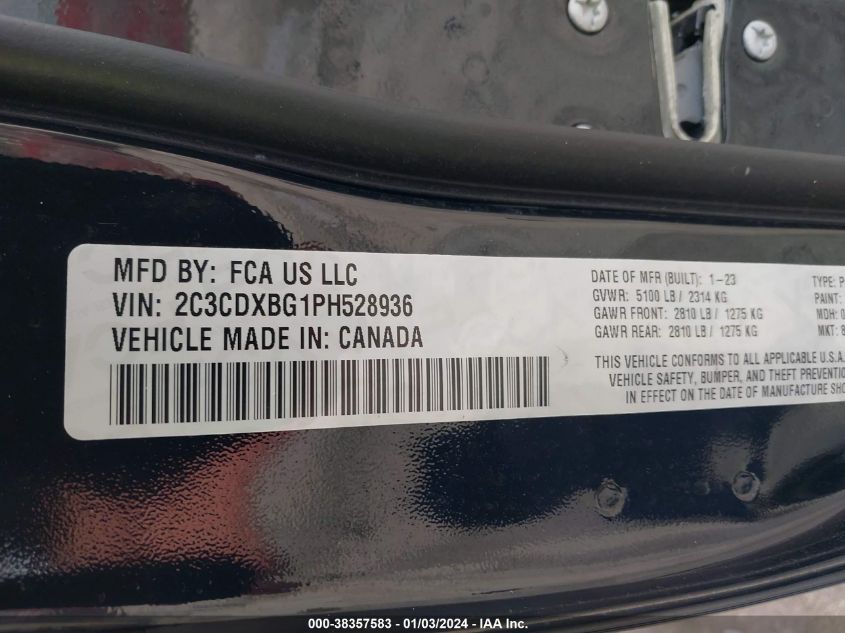 MFD BY: FCA US LLC
VIN: 2C3CDXBG1PH528936
VEHICLE MADE IN: CANADA
DATE OF MFR (BUILT): 1-23
GVWR: 5100 LB / 2314 KG
GAWR FRONT: 2810 LB / 1275 KG
GAWR REAR: 2810 LB / 1275 KG
THIS VEHICLE CONFORMS TO ALL APPLICABLE U.S.A.
VEHICLE SAFETY, BUMPER, AND THEFT PREVENTIO
IN EFFECT ON THE DATE OF MANUFACTURE SHO
TYPE: P
PAINT:
MDH: 0
MKT: 8
000-38357583 - 01/03/2024 - IAA Inc.